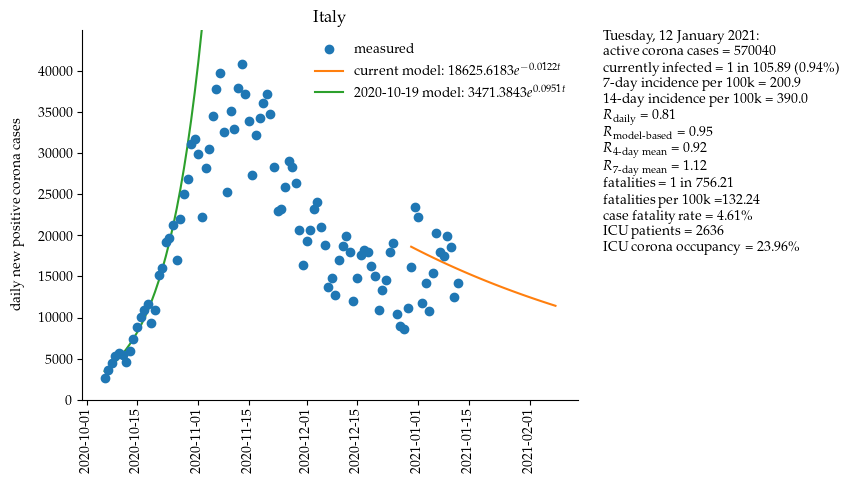 Italy
measured
current model: 18625.6183e^{-0.0122t}
2020-10-19 model: 3471.3843e^{0.0951t}
daily new positive corona cases
40000
35000
30000
25000
20000
15000
10000
5000
0
2020-10-01
2020-10-15
2020-11-01
2020-11-15
2020-12-01
2020-12-15
2021-01-01
2021-01-15
2021-02-01
Tuesday, 12 January 2021:
active corona cases = 570040
currently infected = 1 in 105.89 (0.94%)
7-day incidence per 100k = 200.9
14-day incidence per 100k = 390.0
R_daily = 0.81
R_model-based = 0.95
R_4-day mean = 0.92
R_7-day mean = 1.12
fatalities = 1 in 756.21
fatalities per 100k =132.24
case fatality rate = 4.61%
ICU patients = 2636
ICU corona occupancy = 23.96%